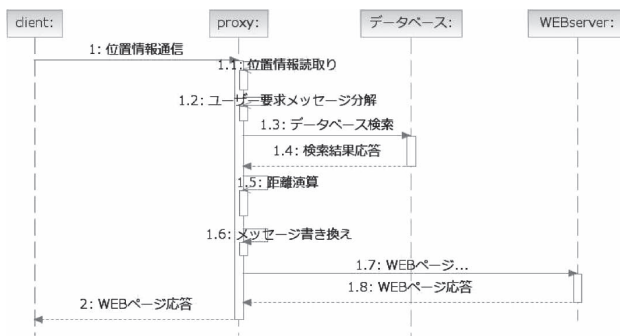 client:
proxy:
データベース:
WEBserver:
1: 位置情報通信
1.1: 位置情報読取り
1.2: ユーザー要求メッセージ分解
1.3: データベース検索
1.4: 検索結果応答
1.5: 距離演算
1.6: メッセージ書き換え
1.7: WEBページ...
1.8: WEBページ応答
2: WEBページ応答